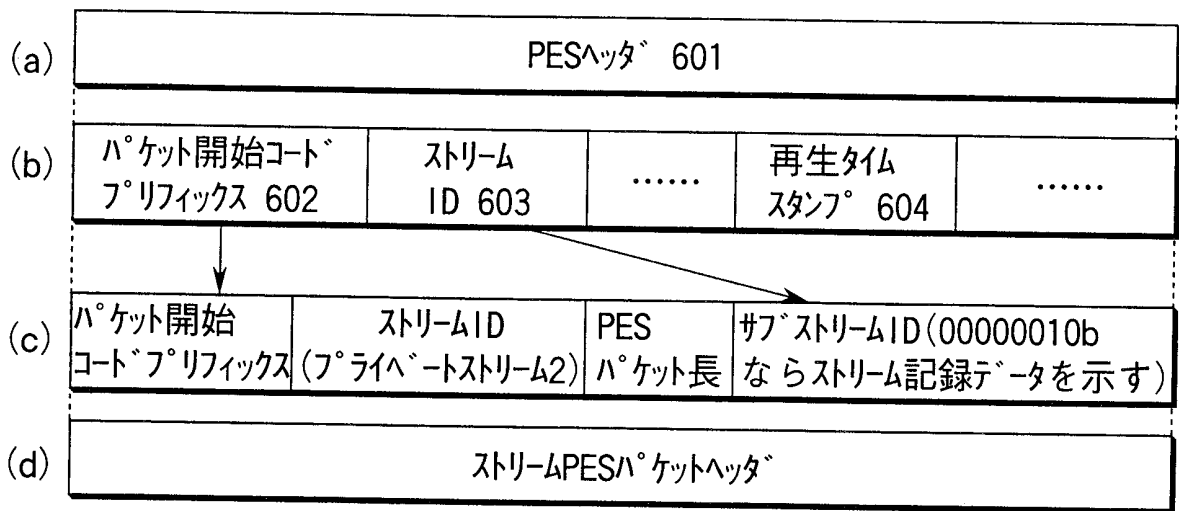 (a)
PESヘッダ 601
(b)
パケット開始コード
プリフィックス 602
ストリーム
ID 603
……
再生タイム
スタンプ 604
……
(c)
パケット開始
コードプリフィックス
ストリームID
(プライベートストリーム2)
PES
パケット長
サブストリームID(00000010b
ならストリーム記録データを示す)
(d)
ストリームPESパケットヘッダ